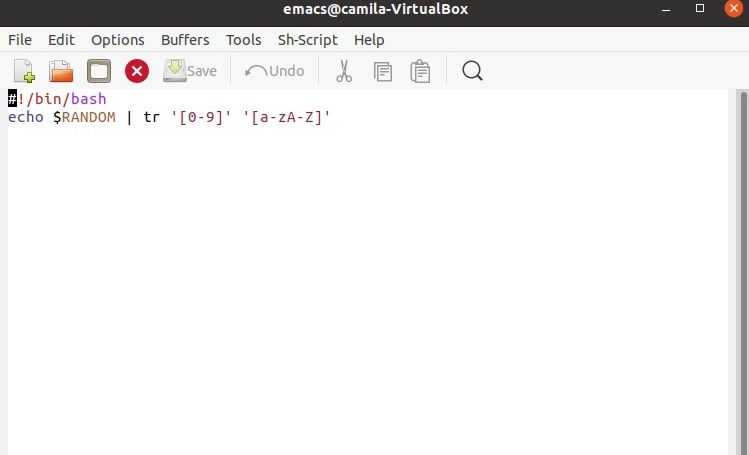 emacs@camila-VirtualBox
File Edit Options Buffers Tools Sh-Script Help
Save Undo
#!/bin/bash
echo $RANDOM | tr '[0-9]' '[a-zA-Z]'